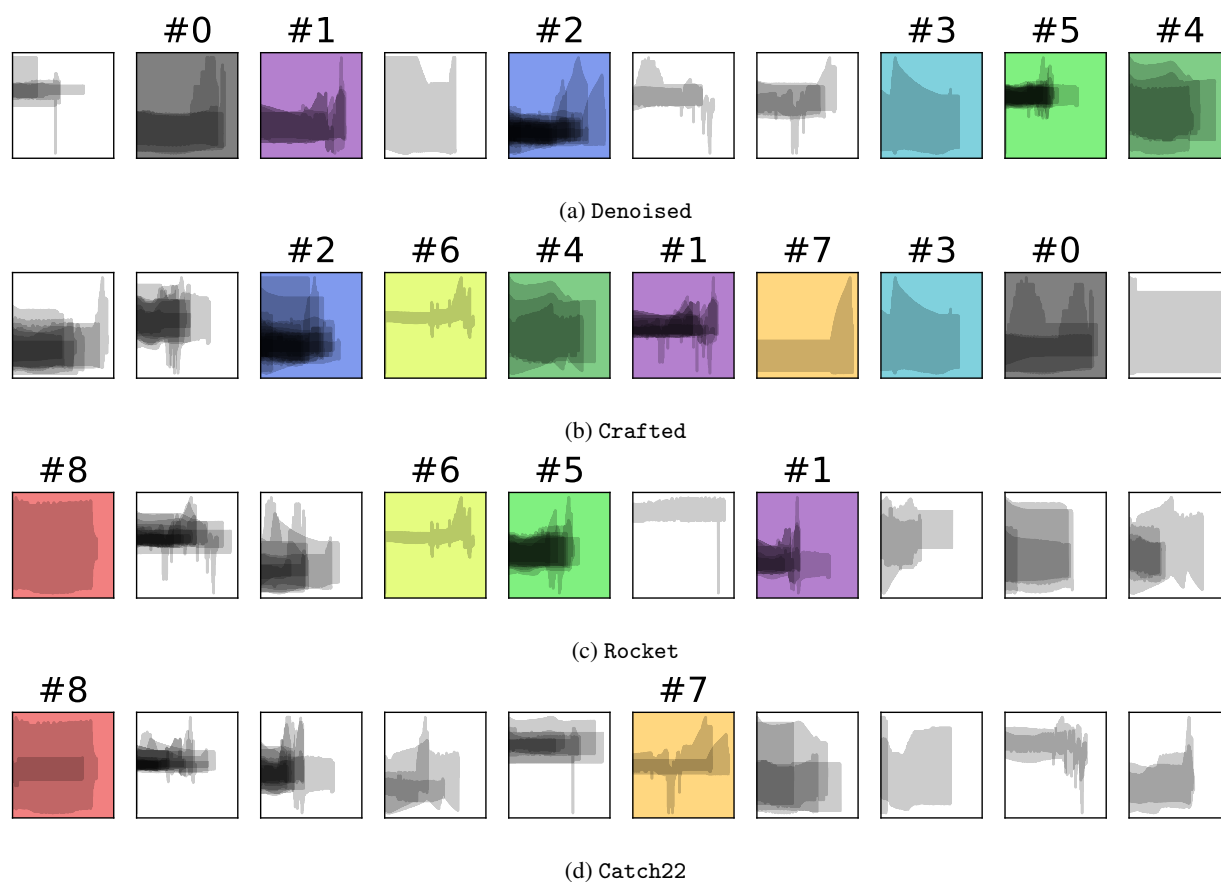 #0 #1 #2 #3 #5 #4
(a) Denoised
#2 #6 #4 #1 #7 #3 #0
(b) Crafted
#8 #6 #5 #1
(c) Rocket
#8 #7
(d) Catch22